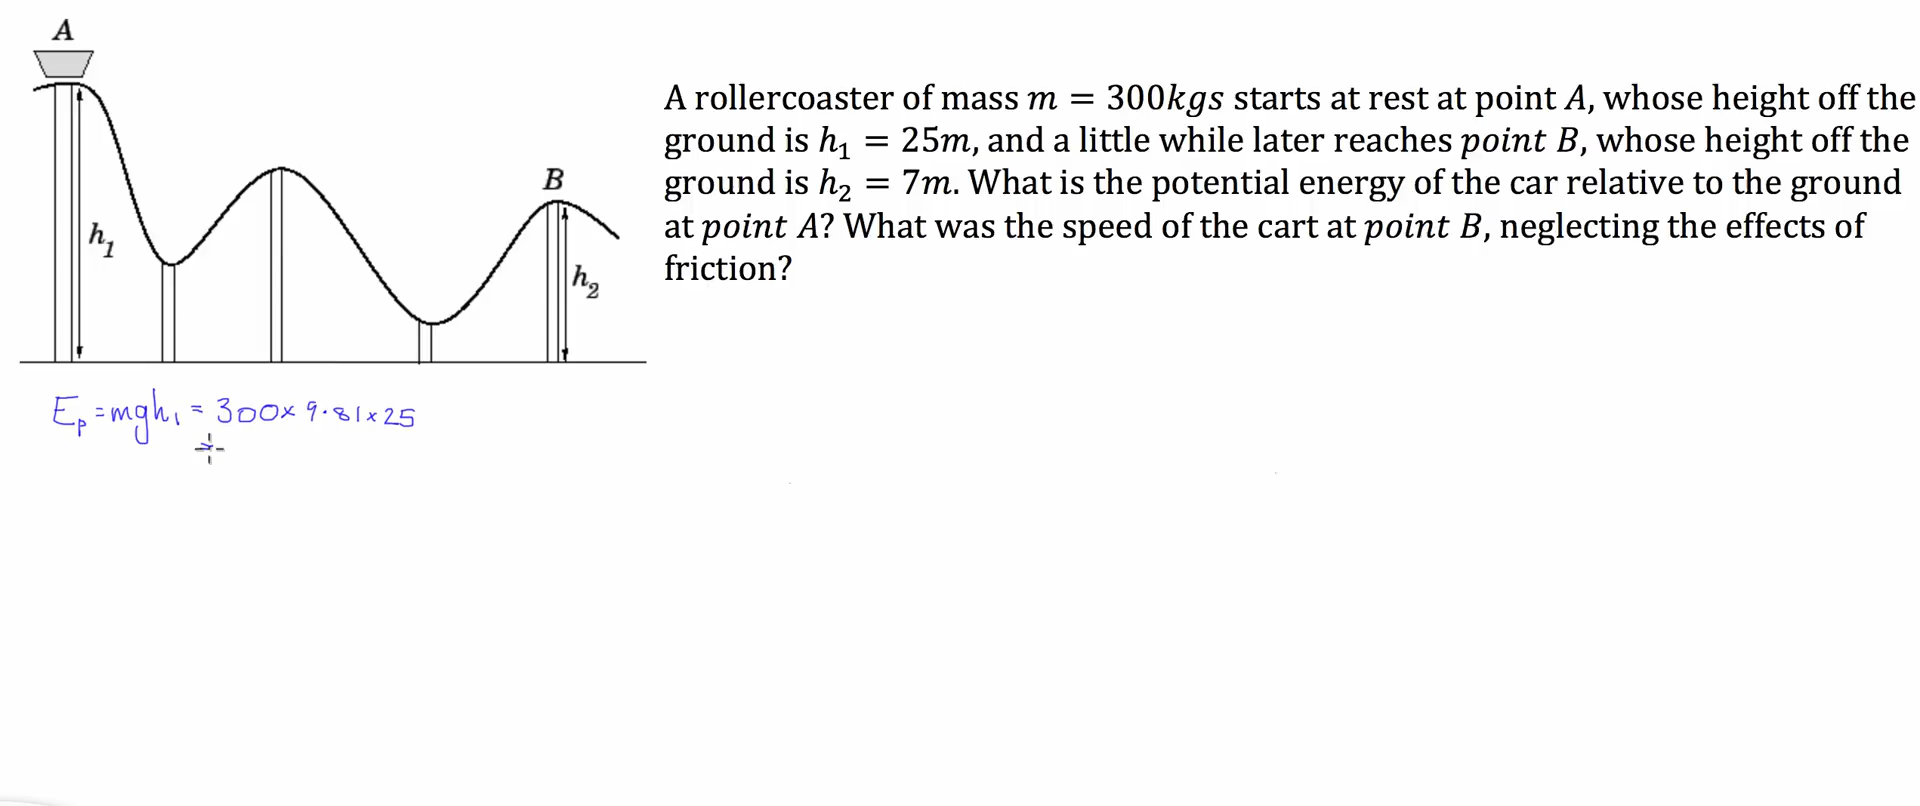 A
A rollercoaster of mass m = 300kgs starts at rest at point A, whose height off the
ground is h₁ = 25m, and a little while later reaches point B, whose height off the
ground is h₂ = 7m. What is the potential energy of the car relative to the ground
at point A? What was the speed of the cart at point B, neglecting the effects of
friction?
B
h₁
h₂
Eₚ = mgh₁ = 300 × 9.81 × 25
=